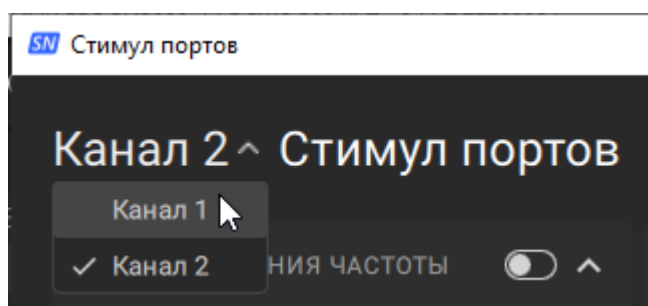 SN Стимул портов
Канал 2 Стимул портов
Канал 1
Канал 2
НИЯ ЧАСТОТЫ